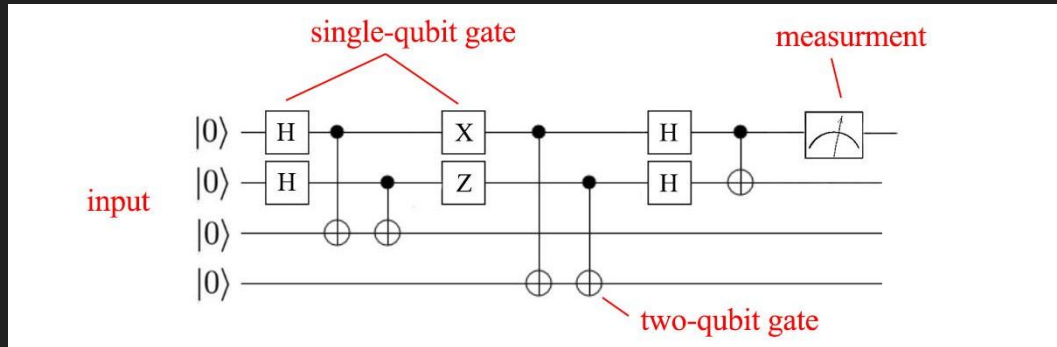 single-qubit gate
measurment
|0⟩ H X H
|0⟩ H Z H
input
|0⟩
|0⟩
two-qubit gate